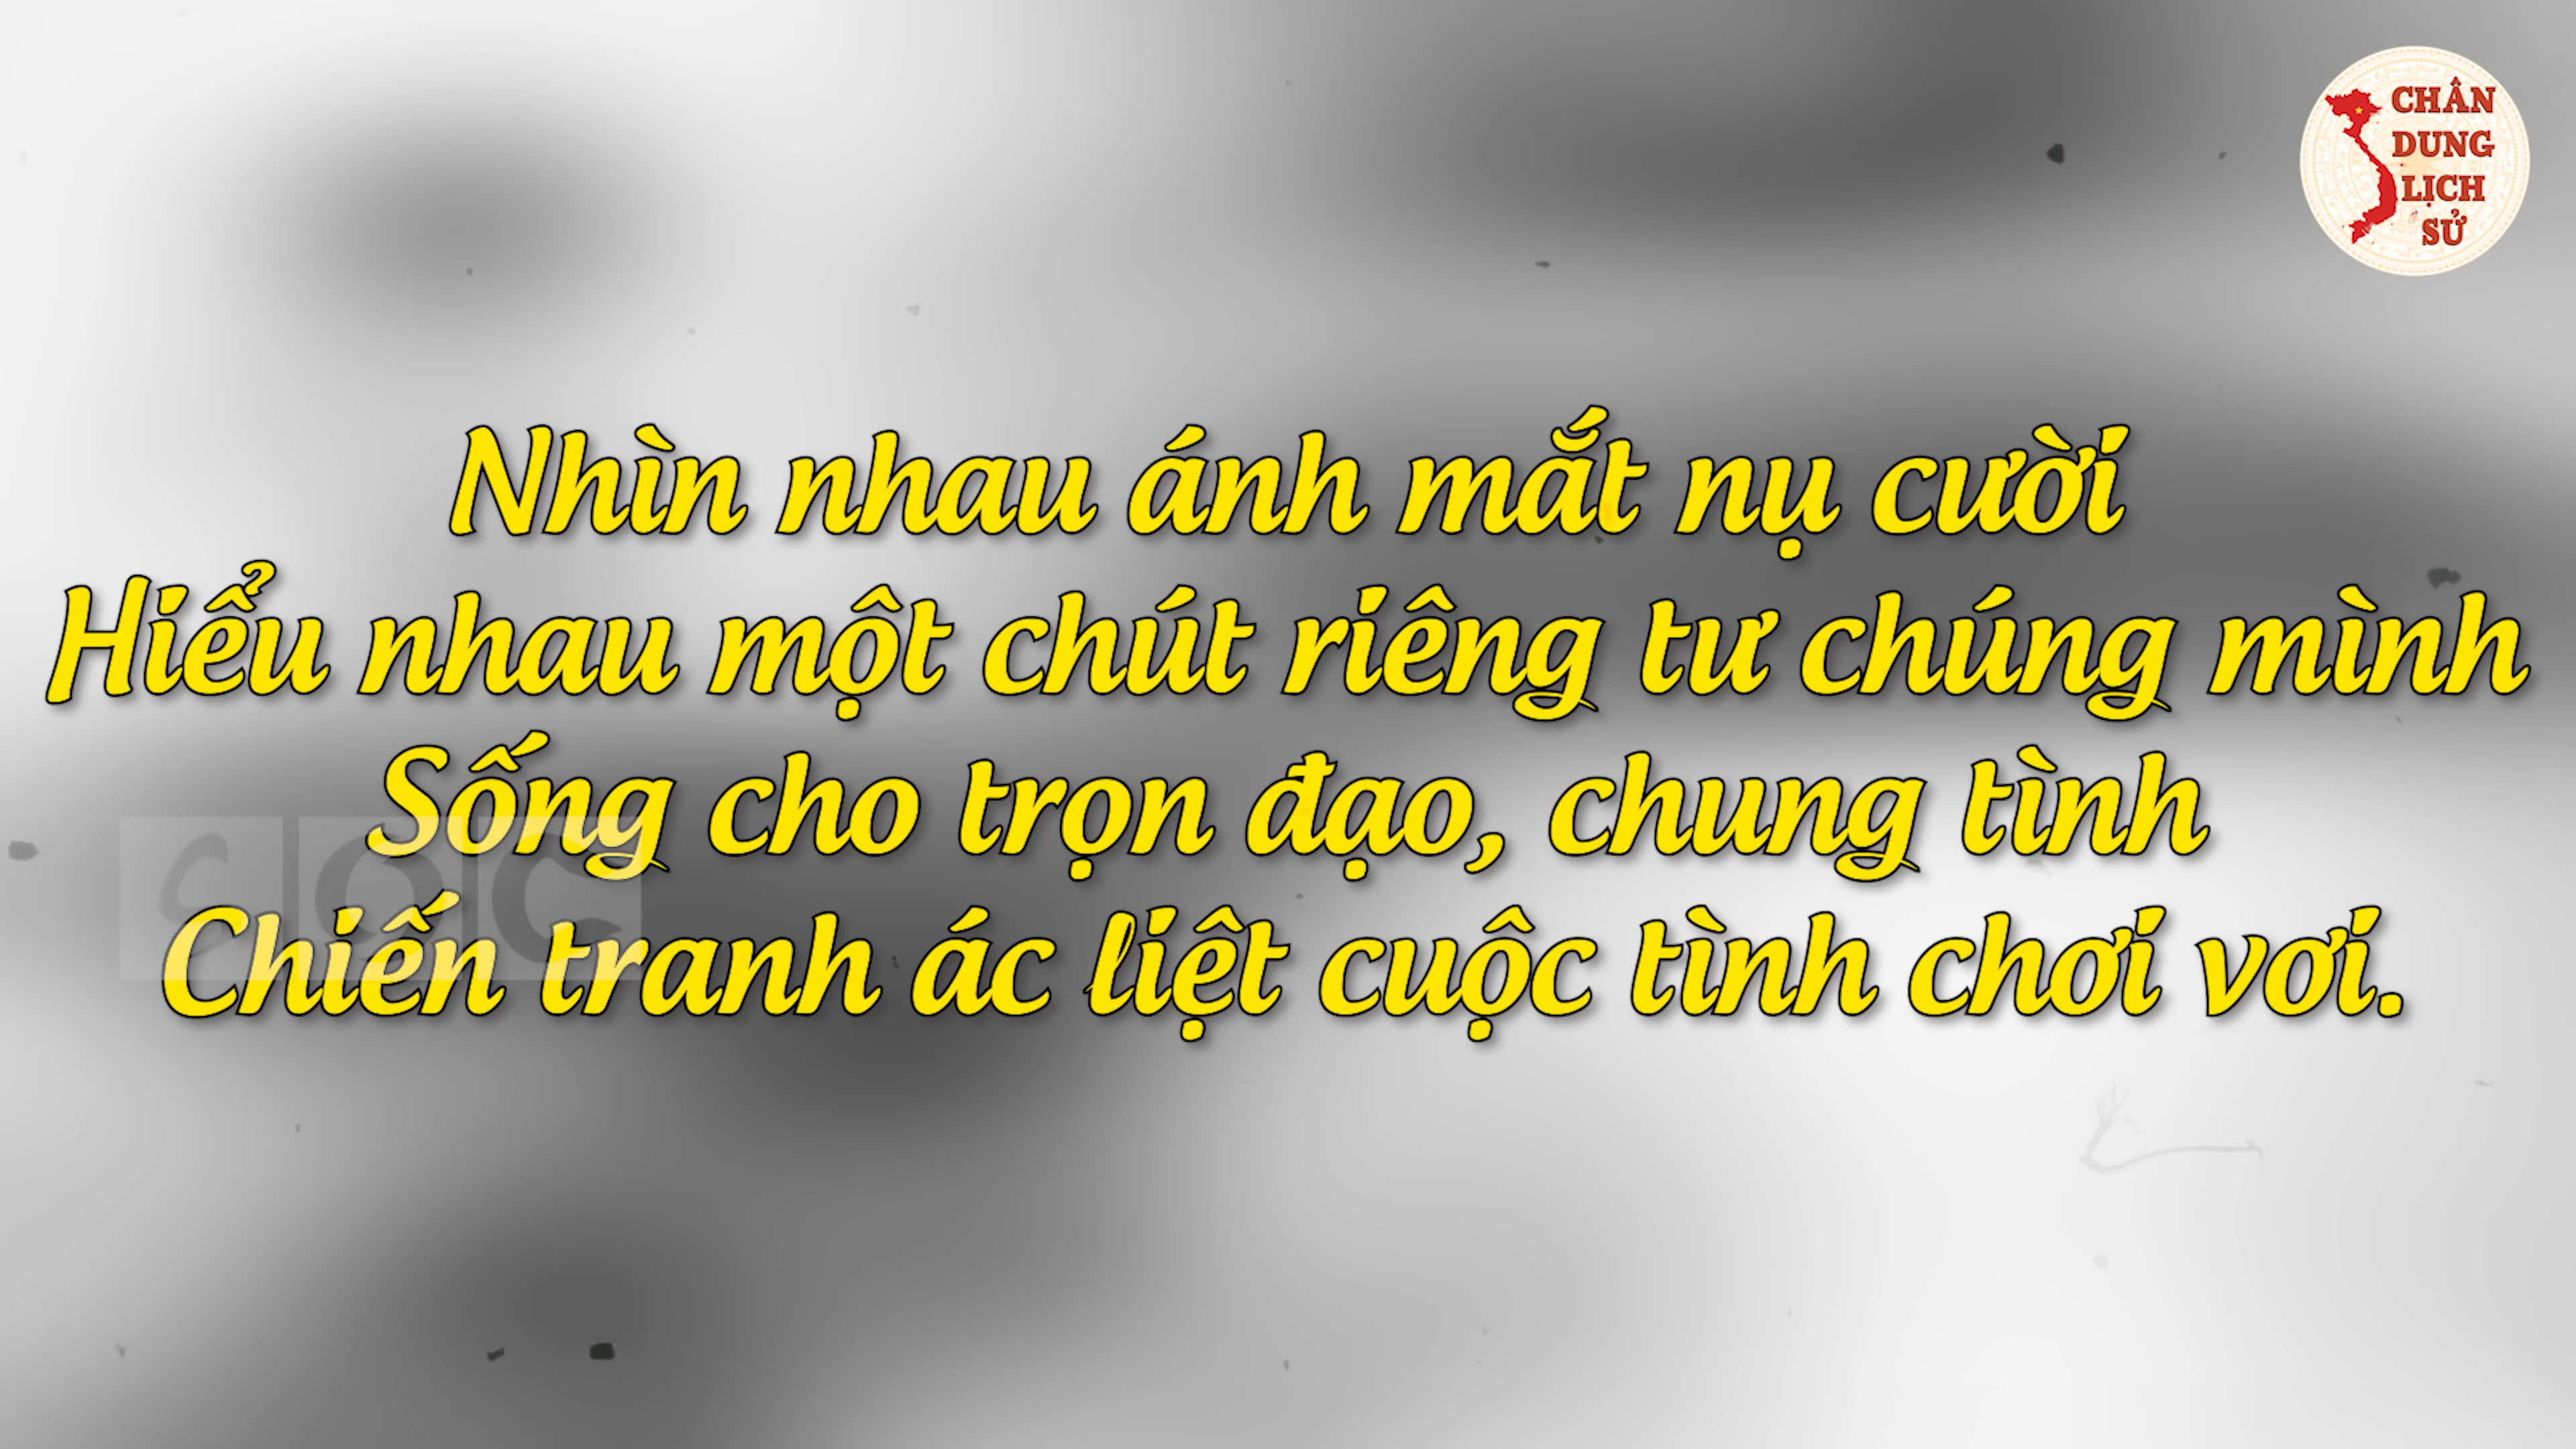 CHÂN
DUNG
LỊCH
SỬ
Nhìn nhau ánh mắt nụ cười
Hiểu nhau một chút riêng tư chúng mình
Sống cho trọn đạo, chung tình
Chiến tranh ác liệt cuộc tình chơi vơi.